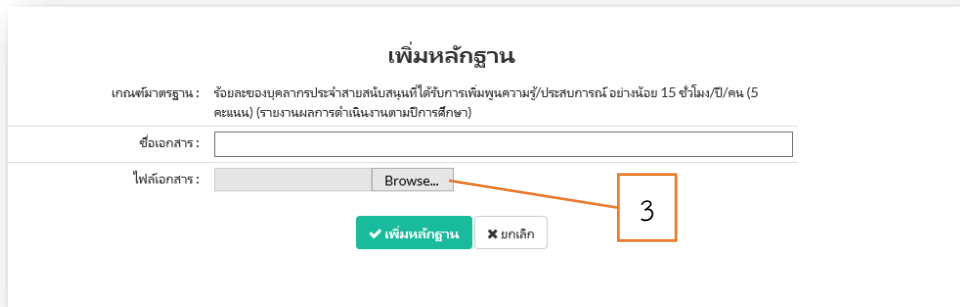 เพิ่มหลักฐาน
เกณฑ์มาตรฐาน : ร้อยละของบุคลากรประจำสายสนับสนุนที่ได้รับการเพิ่มพูนความรู้/ประสบการณ์ อย่างน้อย 15 ชั่วโมง/ปี/คน (5
คะแนน) (รายงานผลการดำเนินงานตามปีการศึกษา)
ชื่อเอกสาร :
ไฟล์เอกสาร : Browse...
3
✔ เพิ่มหลักฐาน ✖ ยกเลิก